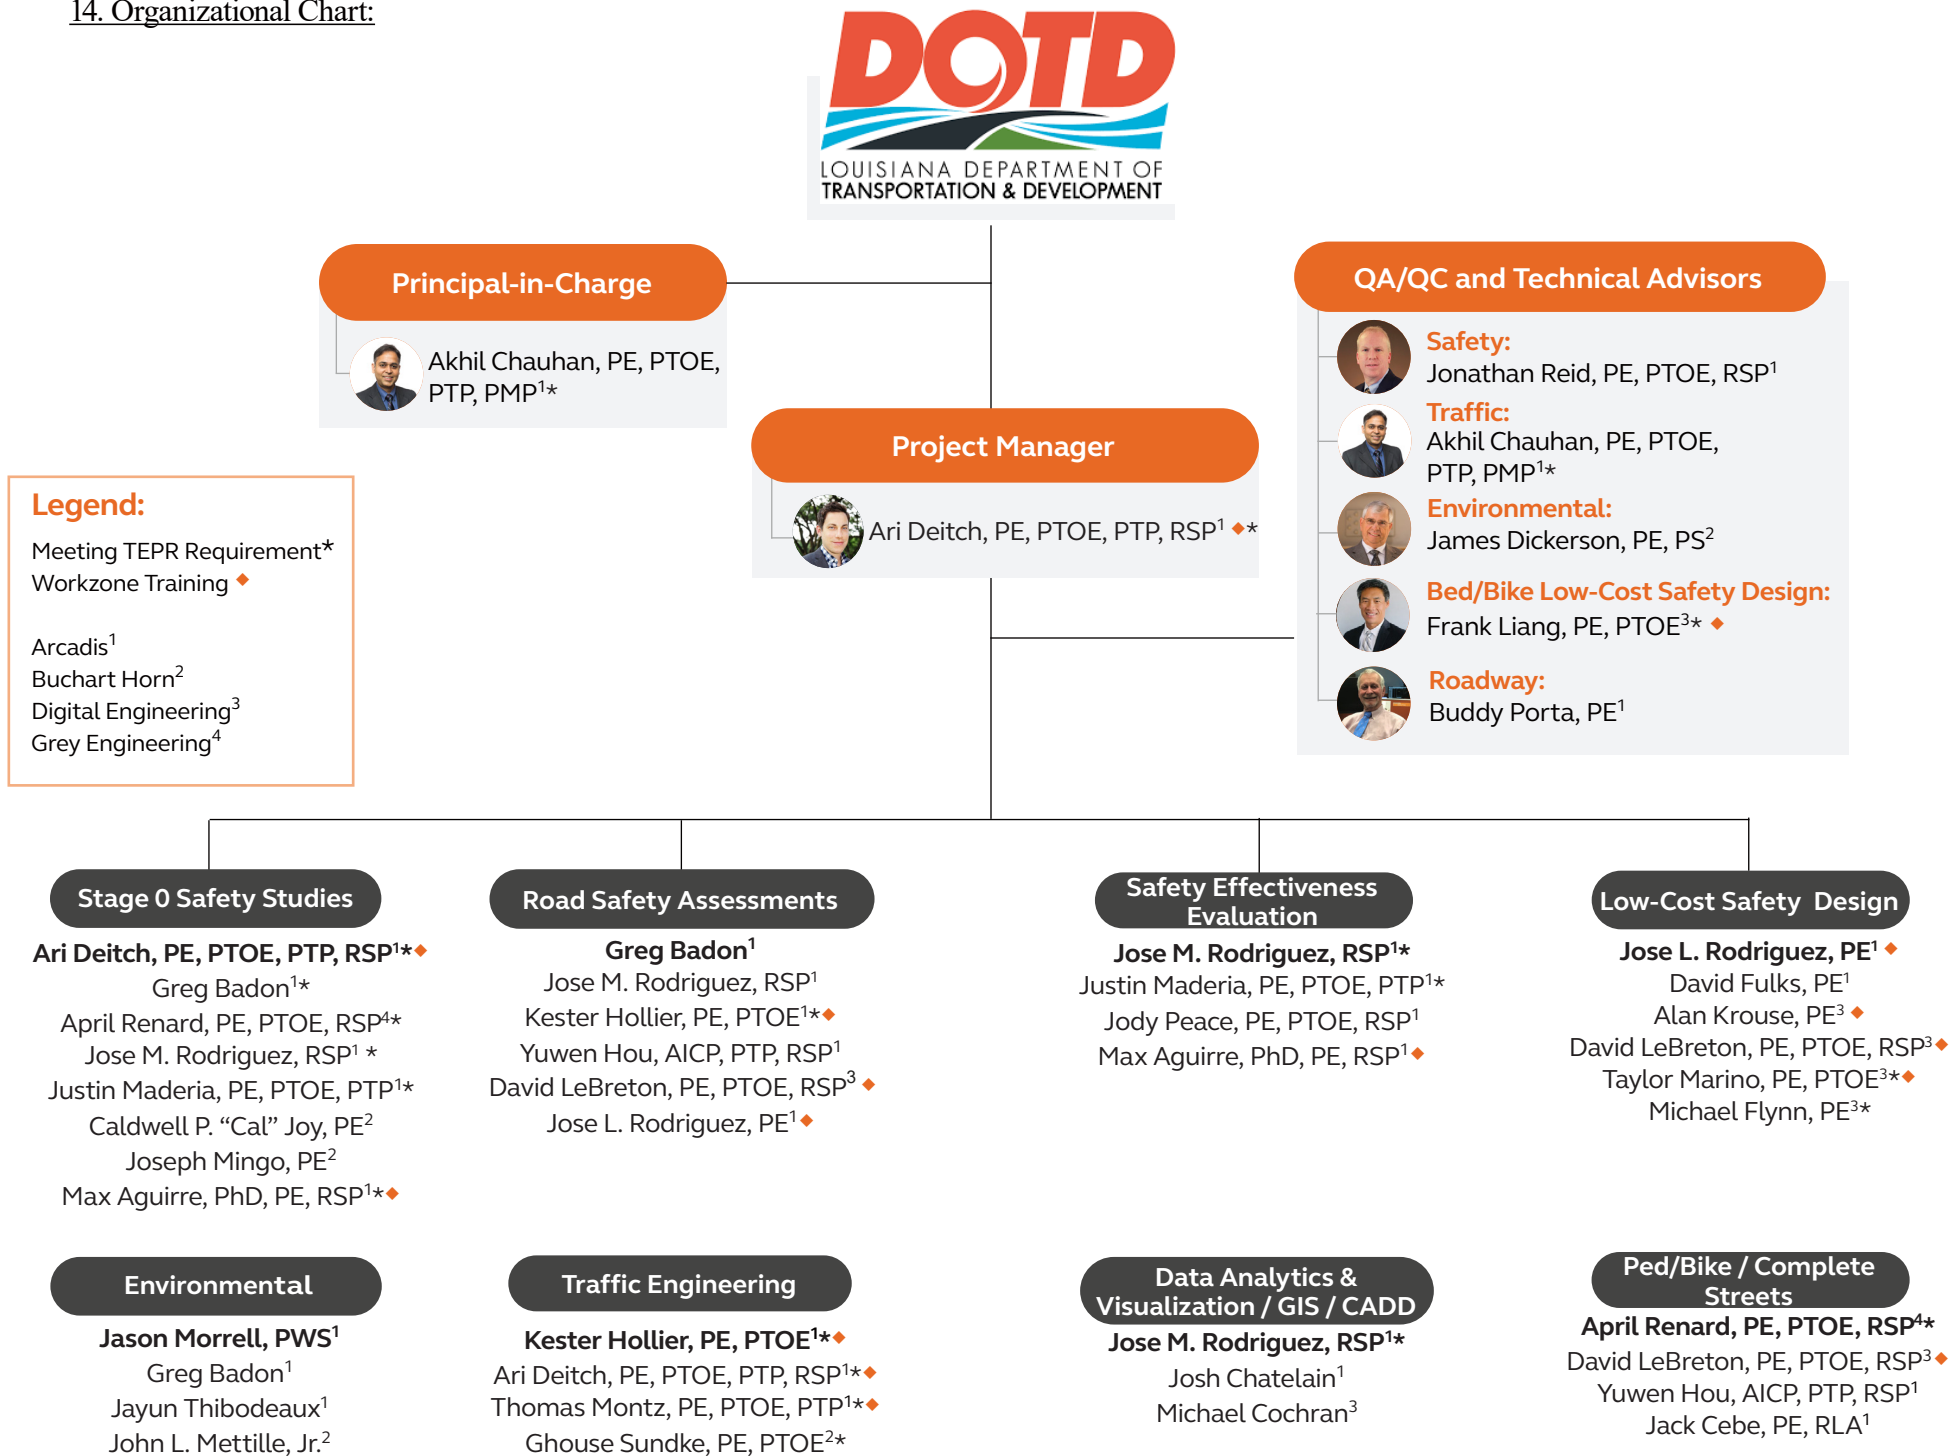 14. Organizational Chart:
DOTD
LOUISIANA DEPARTMENT OF
TRANSPORTATION & DEVELOPMENT
Principal-in-Charge
Akhil Chauhan, PE, PTOE,
PTP, PMP¹*
QA/QC and Technical Advisors
Safety:
Jonathan Reid, PE, PTOE, RSP¹
Traffic:
Akhil Chauhan, PE, PTOE,
PTP, PMP¹*
Environmental:
James Dickerson, PE, PS²
Bed/Bike Low-Cost Safety Design:
Frank Liang, PE, PTOE³* ◆
Roadway:
Buddy Porta, PE¹
Project Manager
Ari Deitch, PE, PTOE, PTP, RSP¹ ◆*
Legend:
Meeting TEPR Requirement*
Workzone Training ◆
Arcadis¹
Buchart Horn²
Digital Engineering³
Grey Engineering⁴
Stage 0 Safety Studies
Ari Deitch, PE, PTOE, PTP, RSP¹*◆
Greg Badon¹*
April Renard, PE, PTOE, RSP⁴*
Jose M. Rodriguez, RSP¹ *
Justin Maderia, PE, PTOE, PTP¹*
Caldwell P. “Cal” Joy, PE²
Joseph Mingo, PE²
Max Aguirre, PhD, PE, RSP¹*◆
Road Safety Assessments
Greg Badon¹
Jose M. Rodriguez, RSP¹
Kester Hollier, PE, PTOE¹*◆
Yuwen Hou, AICP, PTP, RSP¹
David LeBreton, PE, PTOE, RSP³ ◆
Jose L. Rodriguez, PE¹◆
Safety Effectiveness
Evaluation
Jose M. Rodriguez, RSP¹*
Justin Maderia, PE, PTOE, PTP¹*
Jody Peace, PE, PTOE, RSP¹
Max Aguirre, PhD, PE, RSP¹◆
Low-Cost Safety Design
Jose L. Rodriguez, PE¹ ◆
David Fulks, PE¹
Alan Krouse, PE³ ◆
David LeBreton, PE, PTOE, RSP³◆
Taylor Marino, PE, PTOE³*◆
Michael Flynn, PE³*
Environmental
Jason Morrell, PWS¹
Greg Badon¹
Jayun Thibodeaux¹
John L. Mettille, Jr.²
Traffic Engineering
Kester Hollier, PE, PTOE¹*◆
Ari Deitch, PE, PTOE, PTP, RSP¹*◆
Thomas Montz, PE, PTOE, PTP¹*◆
Ghouse Sundke, PE, PTOE²*
Data Analytics &
Visualization / GIS / CADD
Jose M. Rodriguez, RSP¹*
Josh Chatelain¹
Michael Cochran³
Ped/Bike / Complete
Streets
April Renard, PE, PTOE, RSP⁴*
David LeBreton, PE, PTOE, RSP³◆
Yuwen Hou, AICP, PTP, RSP¹
Jack Cebe, PE, RLA¹